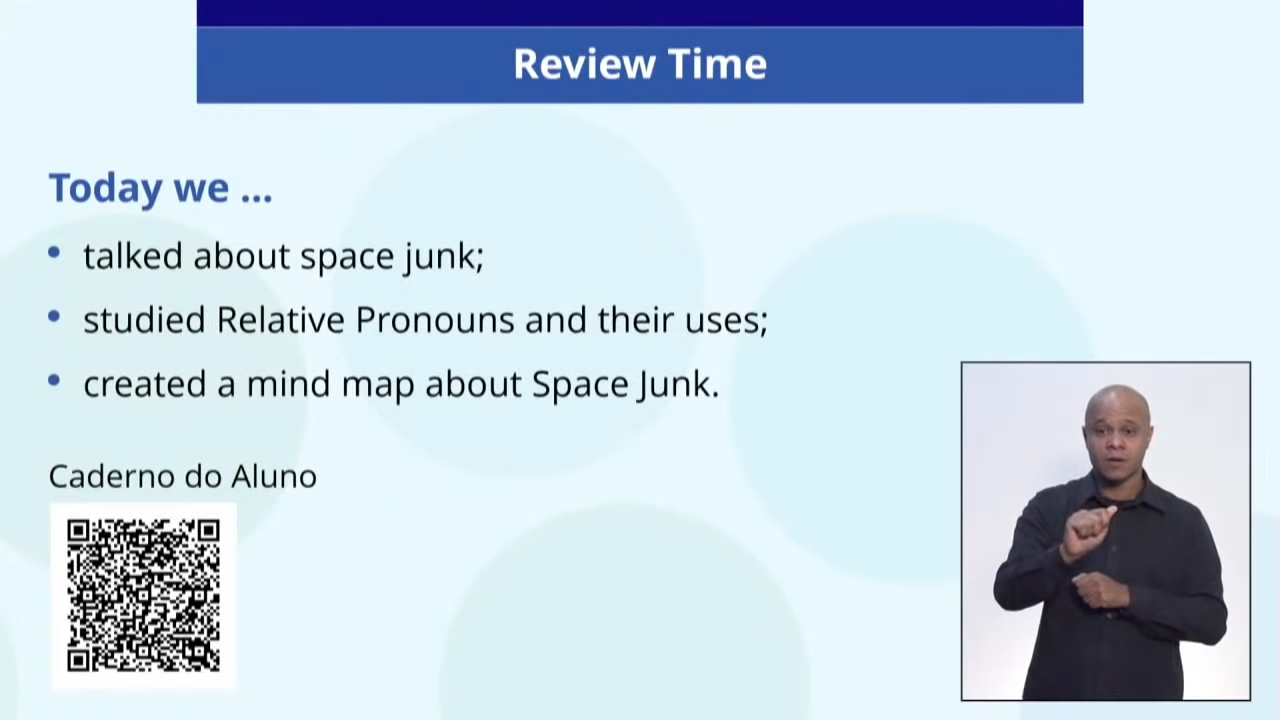 Review Time
Today we ...
• talked about space junk;
• studied Relative Pronouns and their uses;
• created a mind map about Space Junk.
Caderno do Aluno